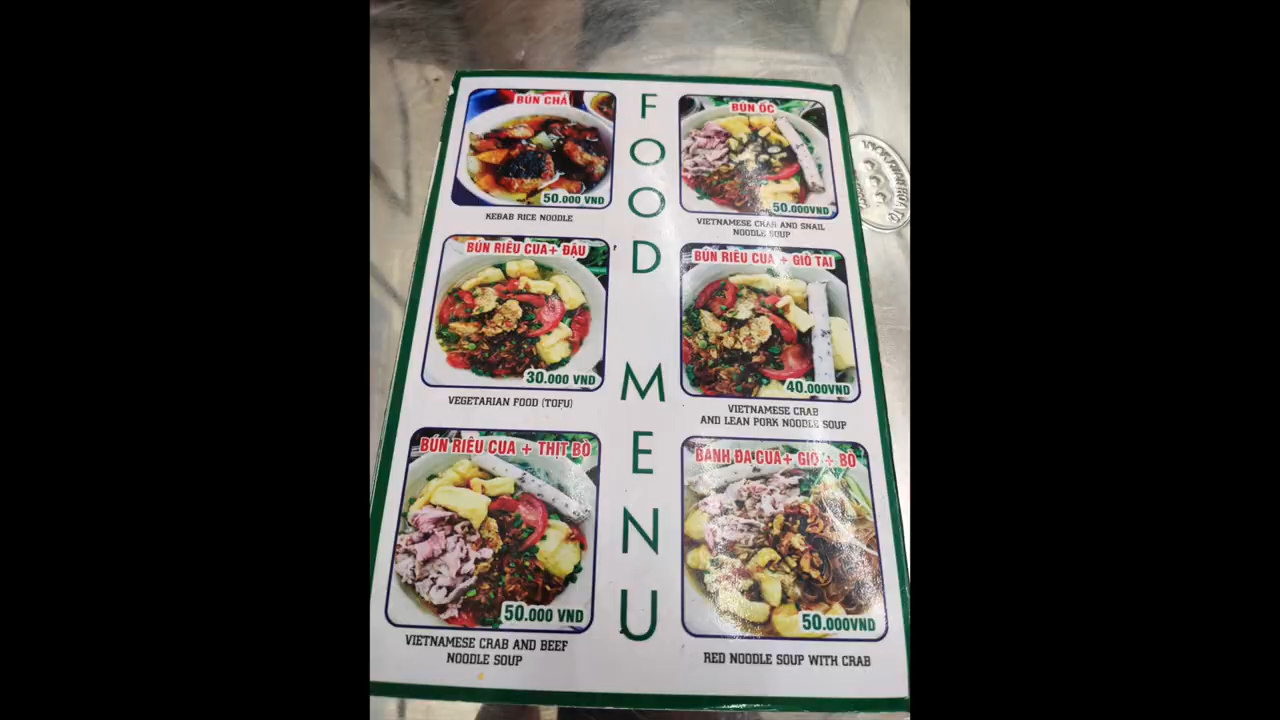 FOOD MENU
BÚN CHẢ
50.000 VND
KEBAB RICE NOODLE
BÚN ỐC
50.000VND
VIETNAMESE CRAB AND SNAIL
NOODLE SOUP
BÚN RIÊU CUA+ ĐẬU
30.000 VND
VEGETARIAN FOOD (TOFU)
BÚN RIÊU CUA + GIÒ TAI
40.000VND
VIETNAMESE CRAB
AND LEAN PORK NOODLE SOUP
BÚN RIÊU CUA + THỊT BÒ
50.000 VND
VIETNAMESE CRAB AND BEEF
NOODLE SOUP
BÁNH ĐA CUA+ GIÒ + BÒ
50.000VND
RED NOODLE SOUP WITH CRAB